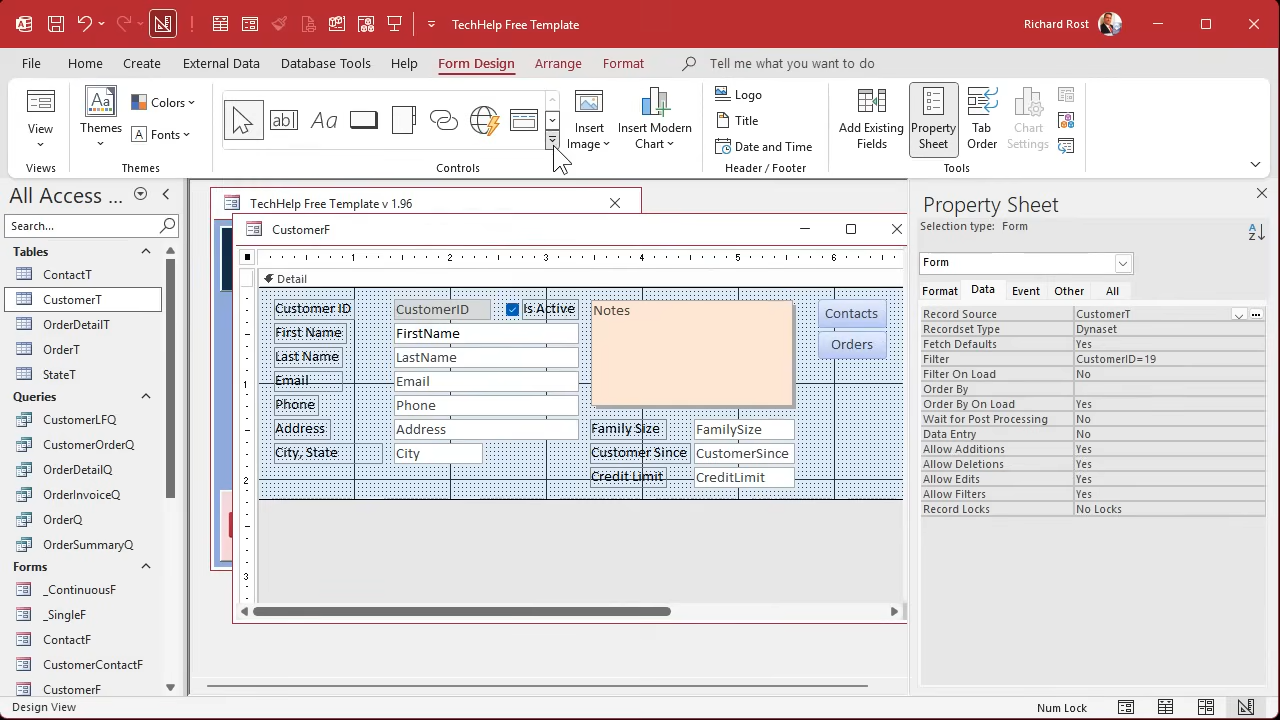 TechHelp Free Template
Richard Rost
File
Home
Create
External Data
Database Tools
Help
Form Design
Arrange
Format
Tell me what you want to do
View
Views
Themes
Colors
Fonts
Themes
Controls
Insert Image
Insert Modern Chart
Logo
Title
Date and Time
Header / Footer
Add Existing Fields
Property Sheet
Tab Order
Chart Settings
Tools
All Access ...
Search...
Tables
ContactT
CustomerT
OrderDetailT
OrderT
StateT
Queries
CustomerLFQ
CustomerOrderQ
OrderDetailQ
OrderInvoiceQ
OrderQ
OrderSummaryQ
Forms
_ContinuousF
_SingleF
ContactF
CustomerContactF
CustomerF
TechHelp Free Template v 1.96
CustomerF
1 2 3 4 5 6
Detail
Customer ID CustomerID Is Active
First Name FirstName
Last Name LastName
Email Email
Phone Phone
Address Address
City, State City
Notes
Family Size FamilySize
Customer Since CustomerSince
Credit Limit CreditLimit
Contacts
Orders
1
2
3
Property Sheet
Selection type: Form
Form
Format Data Event Other All
Record Source CustomerT
Recordset Type Dynaset
Fetch Defaults Yes
Filter CustomerID=19
Filter On Load No
Order By
Order By On Load Yes
Wait for Post Processing No
Data Entry No
Allow Additions Yes
Allow Deletions Yes
Allow Edits Yes
Allow Filters Yes
Record Locks No Locks
Design View
Num Lock